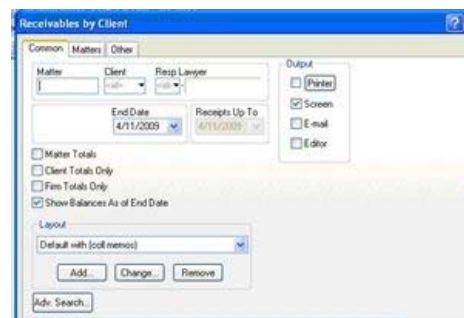 Receivables by Client
Common Matters Other
Matter Client Resp Lawyer
<all> <all>
End Date Receipts Up To
4/11/2009 4/11/2009
Output
Printer
Screen
E-mail
Editor
Matter Totals
Client Totals Only
Firm Totals Only
Show Balances As of End Date
Layout
Default with (coll memos)
Add... Change... Remove
Adv. Search...